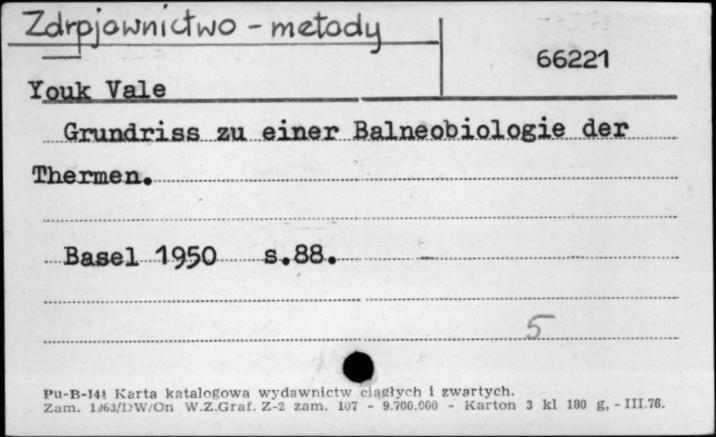 Zdrpjownictwo - metody
66221
Youk Vale
Grundriss zu einer Balneobiologie der
Thermen.
Basel 1950 s.88.
5
Pu-B-141 Karta katalogowa wydawnictw ciągłych i zwartych.
Zam. 1363/DW/On W.Z.Graf. Z-2 zam. 107 - 9.700.000 - Karton 3 kl 180 g, - III.76.